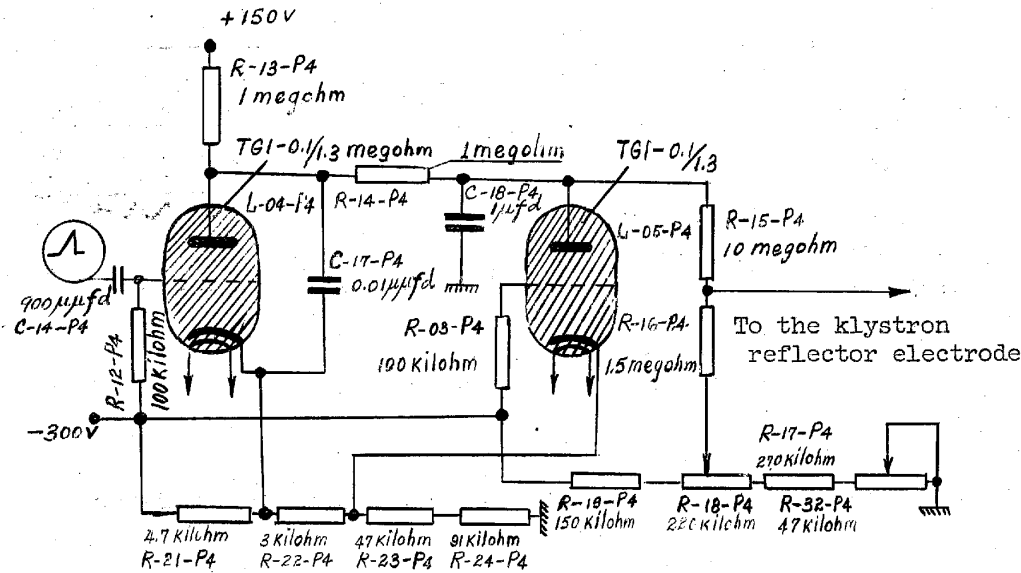 +150V
R-13-P4
1 megohm
TG1-0.1/1.3 megohm
1 megohm
TG1-0.1/1.3
L-04-P4
R-14-P4
C-18-P4
1μfd
L-05-P4
R-15-P4
10 megohm
C-17-P4
0.01μμfd
900μμfd
C-14-P4
R-12-P4
100 Kilohm
R-03-P4
100 Kilohm
R-16-P4
1.5 megohm
To the klystron
reflector electrode
-300V
R-17-P4
270 Kilohm
R-19-P4
150 Kilohm
R-18-P4
220 Kilohm
R-32-P4
47 Kilohm
4.7 Kilohm
R-21-P4
3 Kilohm
R-22-P4
47 Kilohm
R-23-P4
91 Kilohm
R-24-P4